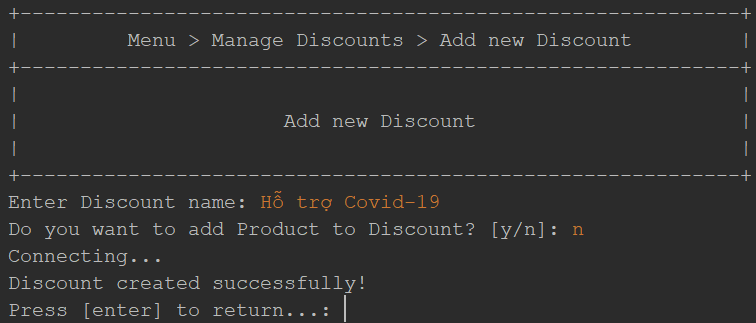 Menu > Manage Discounts > Add new Discount
Add new Discount
Enter Discount name: Hỗ trợ Covid-19
Do you want to add Product to Discount? [y/n]: n
Connecting...
Discount created successfully!
Press [enter] to return...: